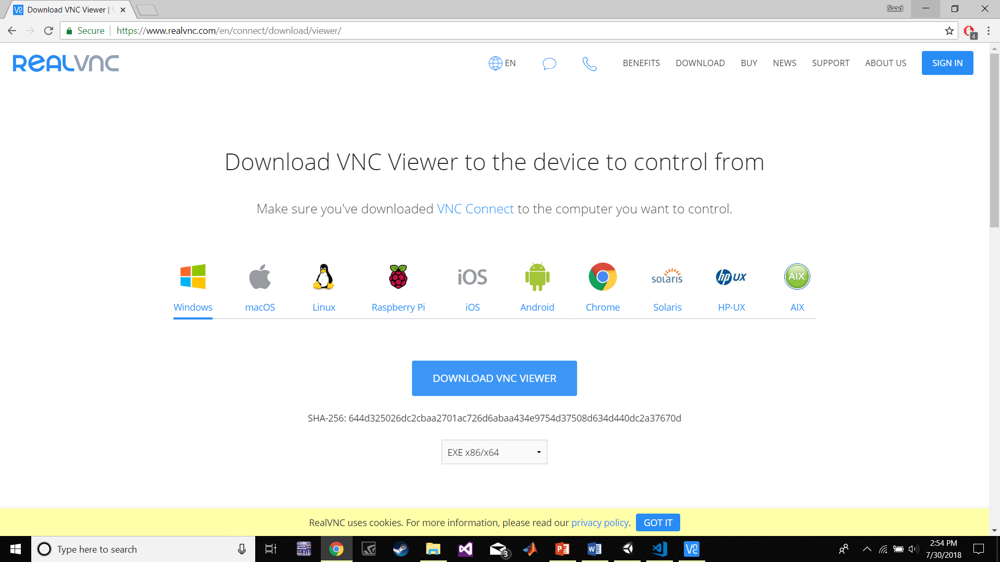 Download VNC Viewer |
Saad
Secure
https://www.realvnc.com/en/connect/download/viewer/
4
REALVNC
EN
BENEFITS
DOWNLOAD
BUY
NEWS
SUPPORT
ABOUT US
SIGN IN
Download VNC Viewer to the device to control from
Make sure you've downloaded VNC Connect to the computer you want to control.
iOS
solaris
hp UX
AIX
Windows
macOS
Linux
Raspberry Pi
iOS
Android
Chrome
Solaris
HP-UX
AIX
DOWNLOAD VNC VIEWER
SHA-256: 644d325026dc2cbaa2701ac726d6abaa434e9754d37508d634d440dc2a37670d
EXE x86/x64
RealVNC uses cookies. For more information, please read our privacy policy.
GOT IT
Type here to search
3
2:54 PM
7/30/2018